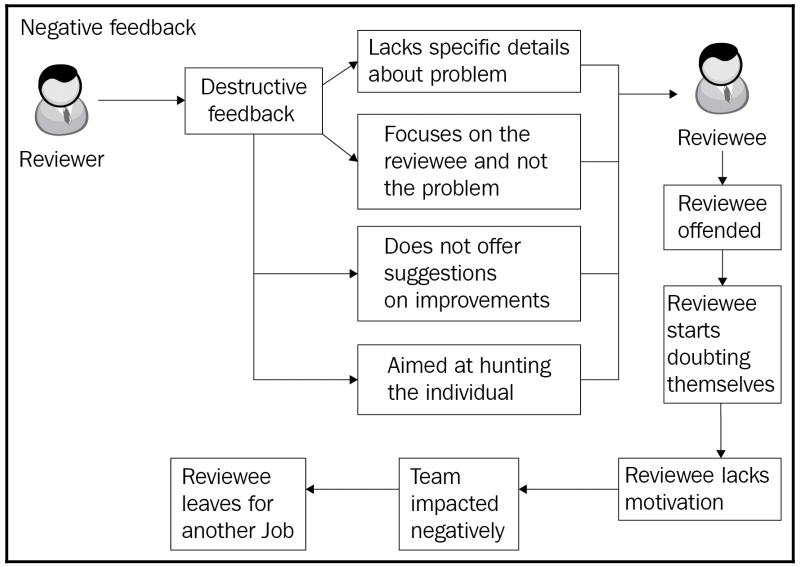 Negative feedback
Reviewer
Destructive
feedback
Lacks specific details
about problem
Focuses on the
reviewee and not
the problem
Does not offer
suggestions
on improvements
Aimed at hunting
the individual
Reviewee
Reviewee
offended
Reviewee
starts
doubting
themselves
Reviewee lacks
motivation
Team
impacted
negatively
Reviewee
leaves for
another Job